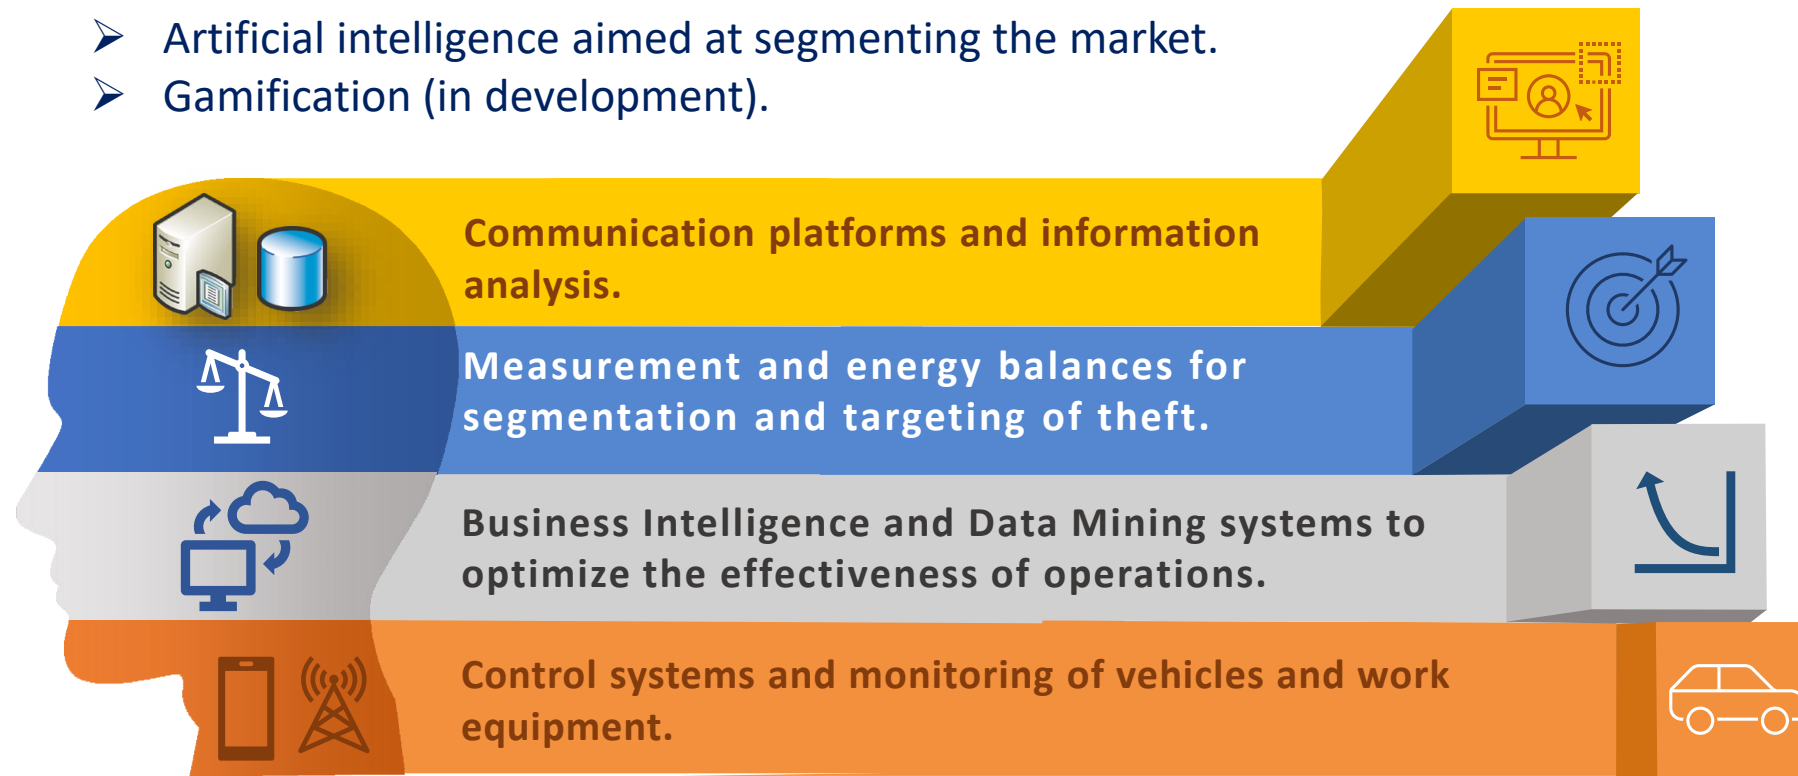 ➢ Artificial intelligence aimed at segmenting the market.
➢ Gamification (in development).
Communication platforms and information
analysis.
Measurement and energy balances for
segmentation and targeting of theft.
Business Intelligence and Data Mining systems to
optimize the effectiveness of operations.
Control systems and monitoring of vehicles and work
equipment.